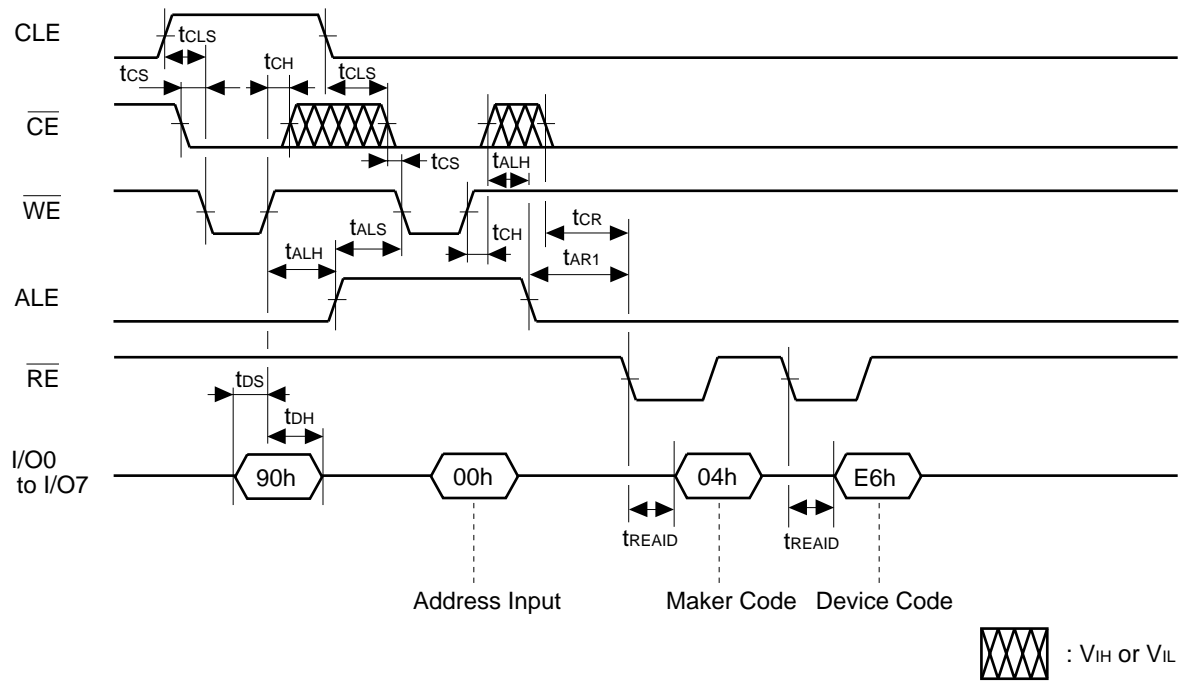 CLE
tCLS
tCS
tCH
tCLS
CE
tCS
tALH
WE
tCR
tCH
tALS
tALH
tAR1
ALE
RE
tDS
tDH
I/O0
to I/O7
90h
00h
04h
E6h
tREAID
tREAID
Address Input
Maker Code
Device Code
: VIH or VIL